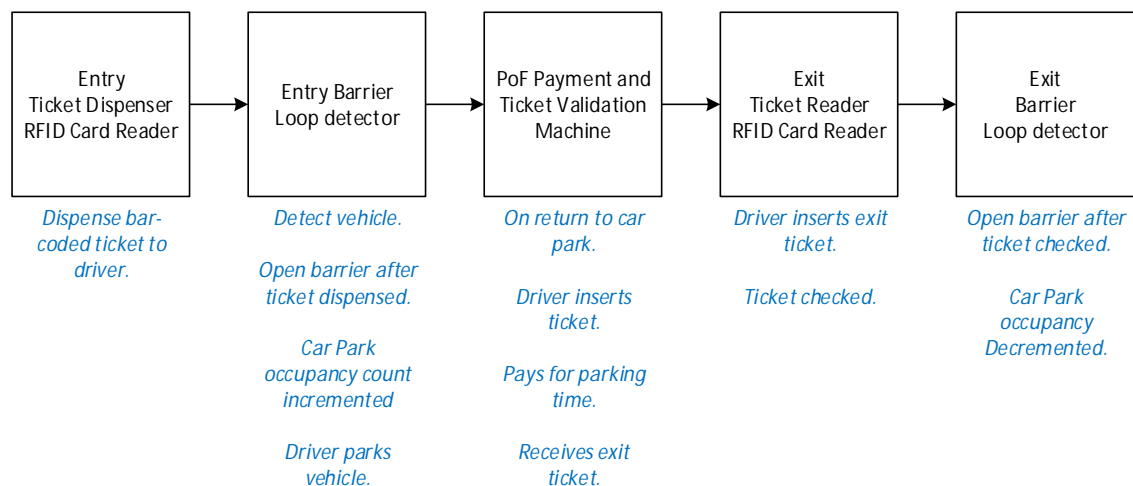 Entry
Ticket Dispenser
RFID Card Reader
Entry Barrier
Loop detector
PoF Payment and
Ticket Validation
Machine
Exit
Ticket Reader
RFID Card Reader
Exit
Barrier
Loop detector
Dispense bar-
coded ticket to
driver.
Detect vehicle.
Open barrier after
ticket dispensed.
Car Park
occupancy count
incremented
Driver parks
vehicle.
On return to car
park.
Driver inserts
ticket.
Pays for parking
time.
Receives exit
ticket.
Driver inserts exit
ticket.
Ticket checked.
Open barrier after
ticket checked.
Car Park
occupancy
Decremented.